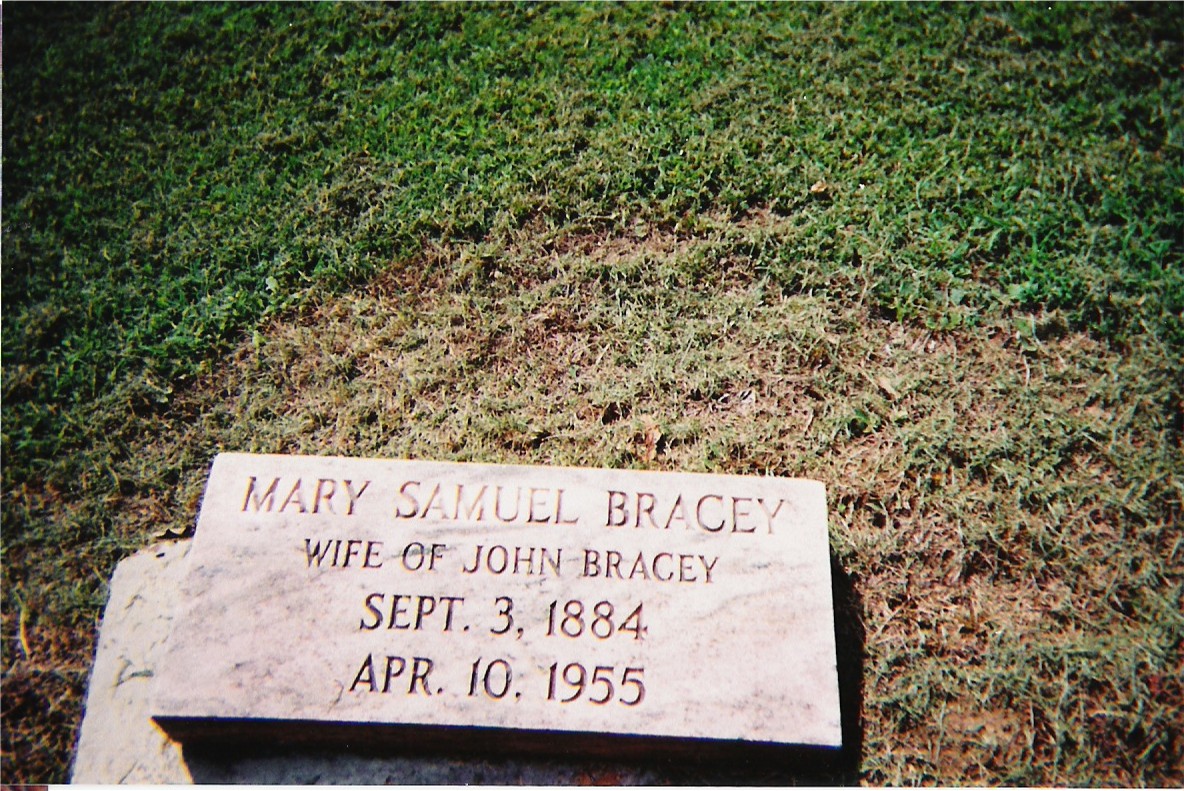 MARY SAMUEL BRACEY
WIFE OF JOHN BRACEY
SEPT. 3, 1884
APR. 10, 1955